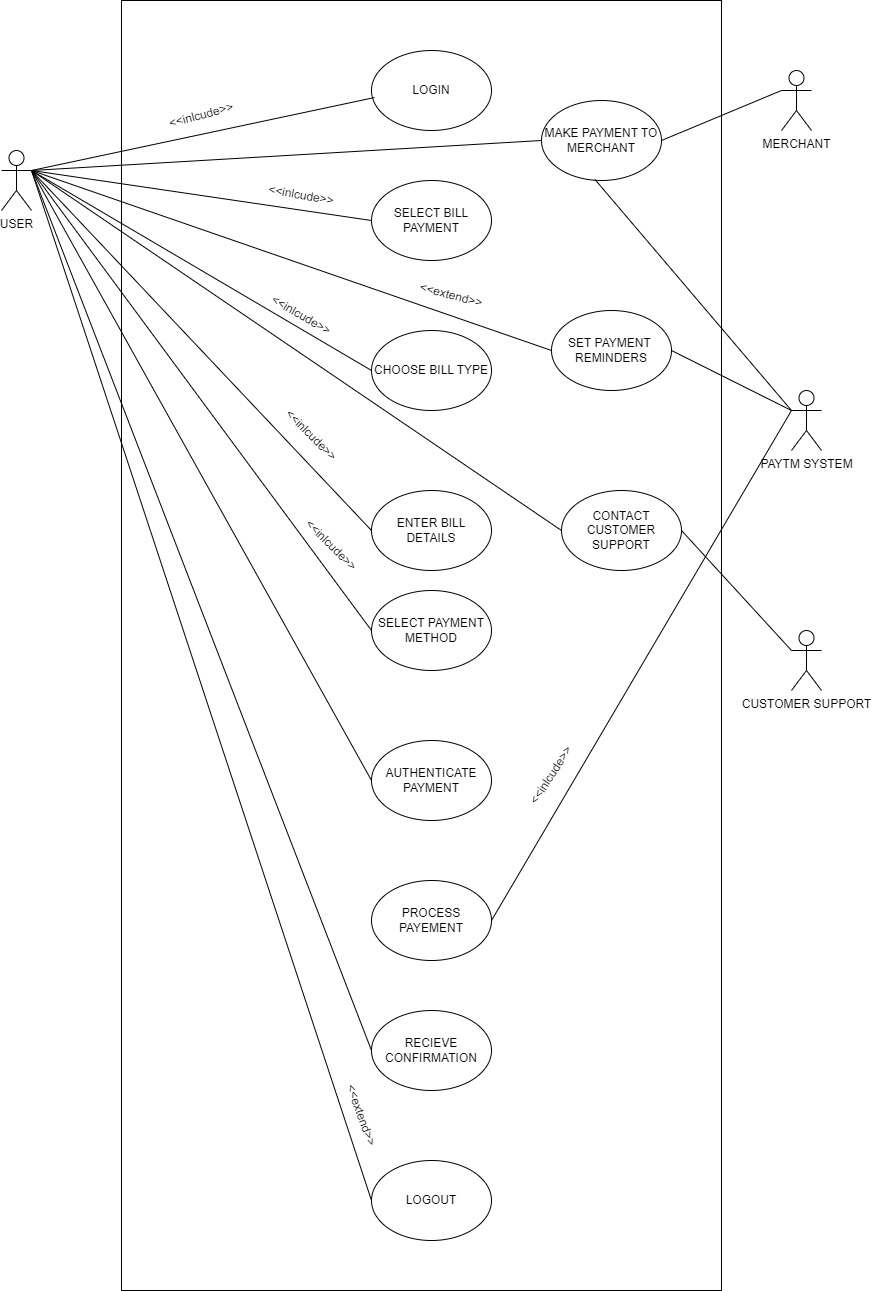 LOGIN
<<inlcude>>
MAKE PAYMENT TO
MERCHANT
MERCHANT
USER
<<inlcude>>
SELECT BILL
PAYMENT
<<extend>>
<<inlcude>>
SET PAYMENT
REMINDERS
CHOOSE BILL TYPE
<<inlcude>>
PAYTM SYSTEM
ENTER BILL
DETAILS
CONTACT
CUSTOMER
SUPPORT
<<inlcude>>
SELECT PAYMENT
METHOD
CUSTOMER SUPPORT
AUTHENTICATE
PAYMENT
<<inlcude>>
PROCESS
PAYEMENT
RECIEVE
CONFIRMATION
<<extend>>
LOGOUT